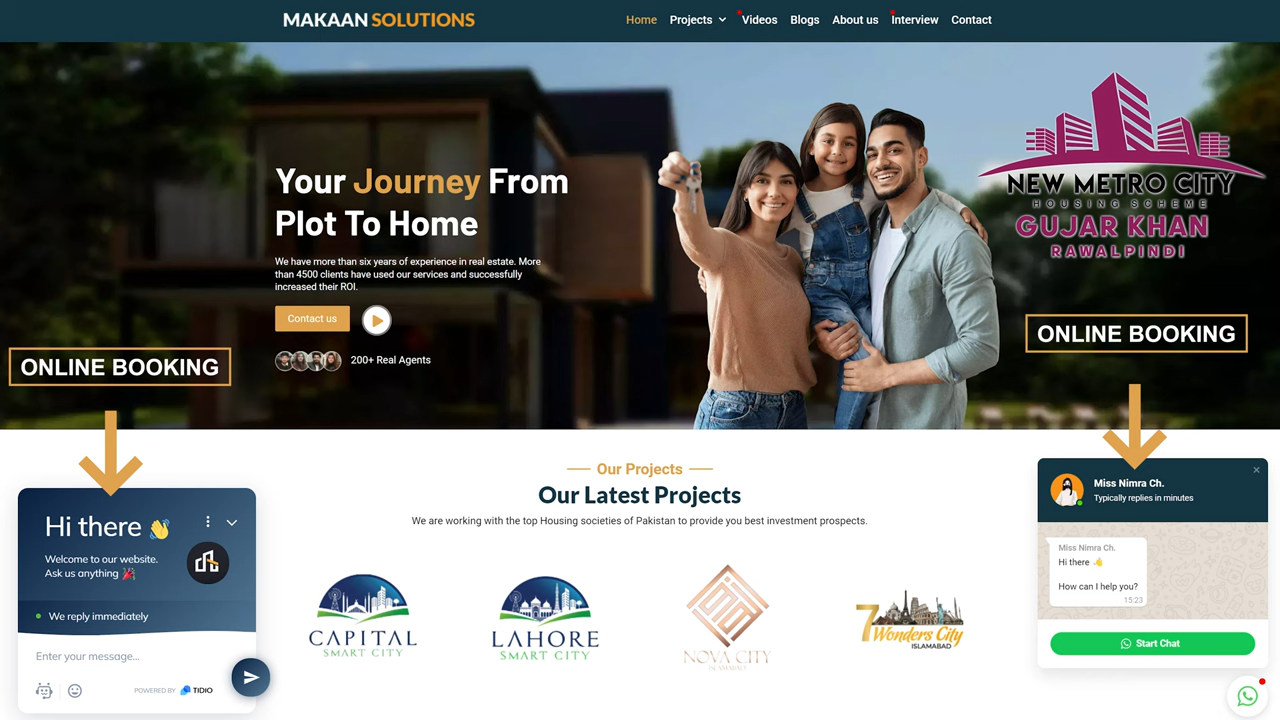 MAKAAN SOLUTIONS
Home Projects Videos Blogs About us Interview Contact
Your Journey From
Plot To Home
We have more than six years of experience in real estate. More
than 4500 clients have used our services and successfully
increased their ROI.
Contact us
200+ Real Agents
NEW METRO CITY
HOUSING SCHEME
GUJAR KHAN
RAWALPINDI
ONLINE BOOKING
ONLINE BOOKING
Our Projects
Our Latest Projects
We are working with the top Housing societies of Pakistan to provide you best investment prospects.
CAPITAL
SMART CITY
LAHORE
SMART CITY
NOVA CITY
ISLAMABAD
7 Wonders City
ISLAMABAD
Hi there 👋
Welcome to our website.
Ask us anything 🎉
We reply immediately
Enter your message...
POWERED BY TIDIO
Miss Nimra Ch.
Typically replies in minutes
Miss Nimra Ch.
Hi there 👋
How can I help you?
15:23
Start Chat